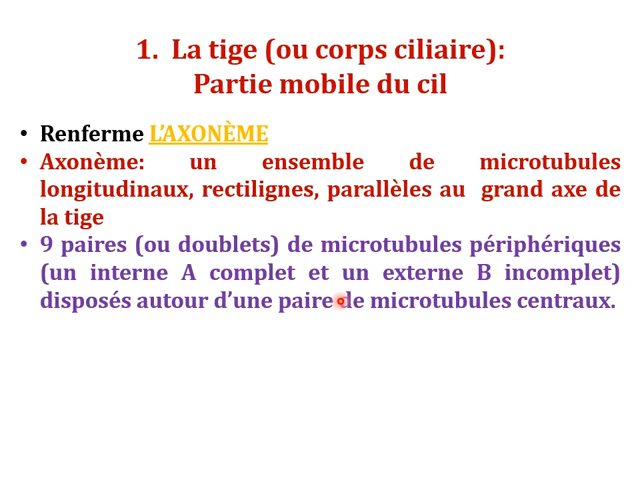 1. La tige (ou corps ciliaire):
Partie mobile du cil
• Renferme L'AXONÈME
• Axonème: un ensemble de microtubules
longitudinaux, rectilignes, parallèles au grand axe de
la tige
• 9 paires (ou doublets) de microtubules périphériques
(un interne A complet et un externe B incomplet)
disposés autour d'une paire de microtubules centraux.